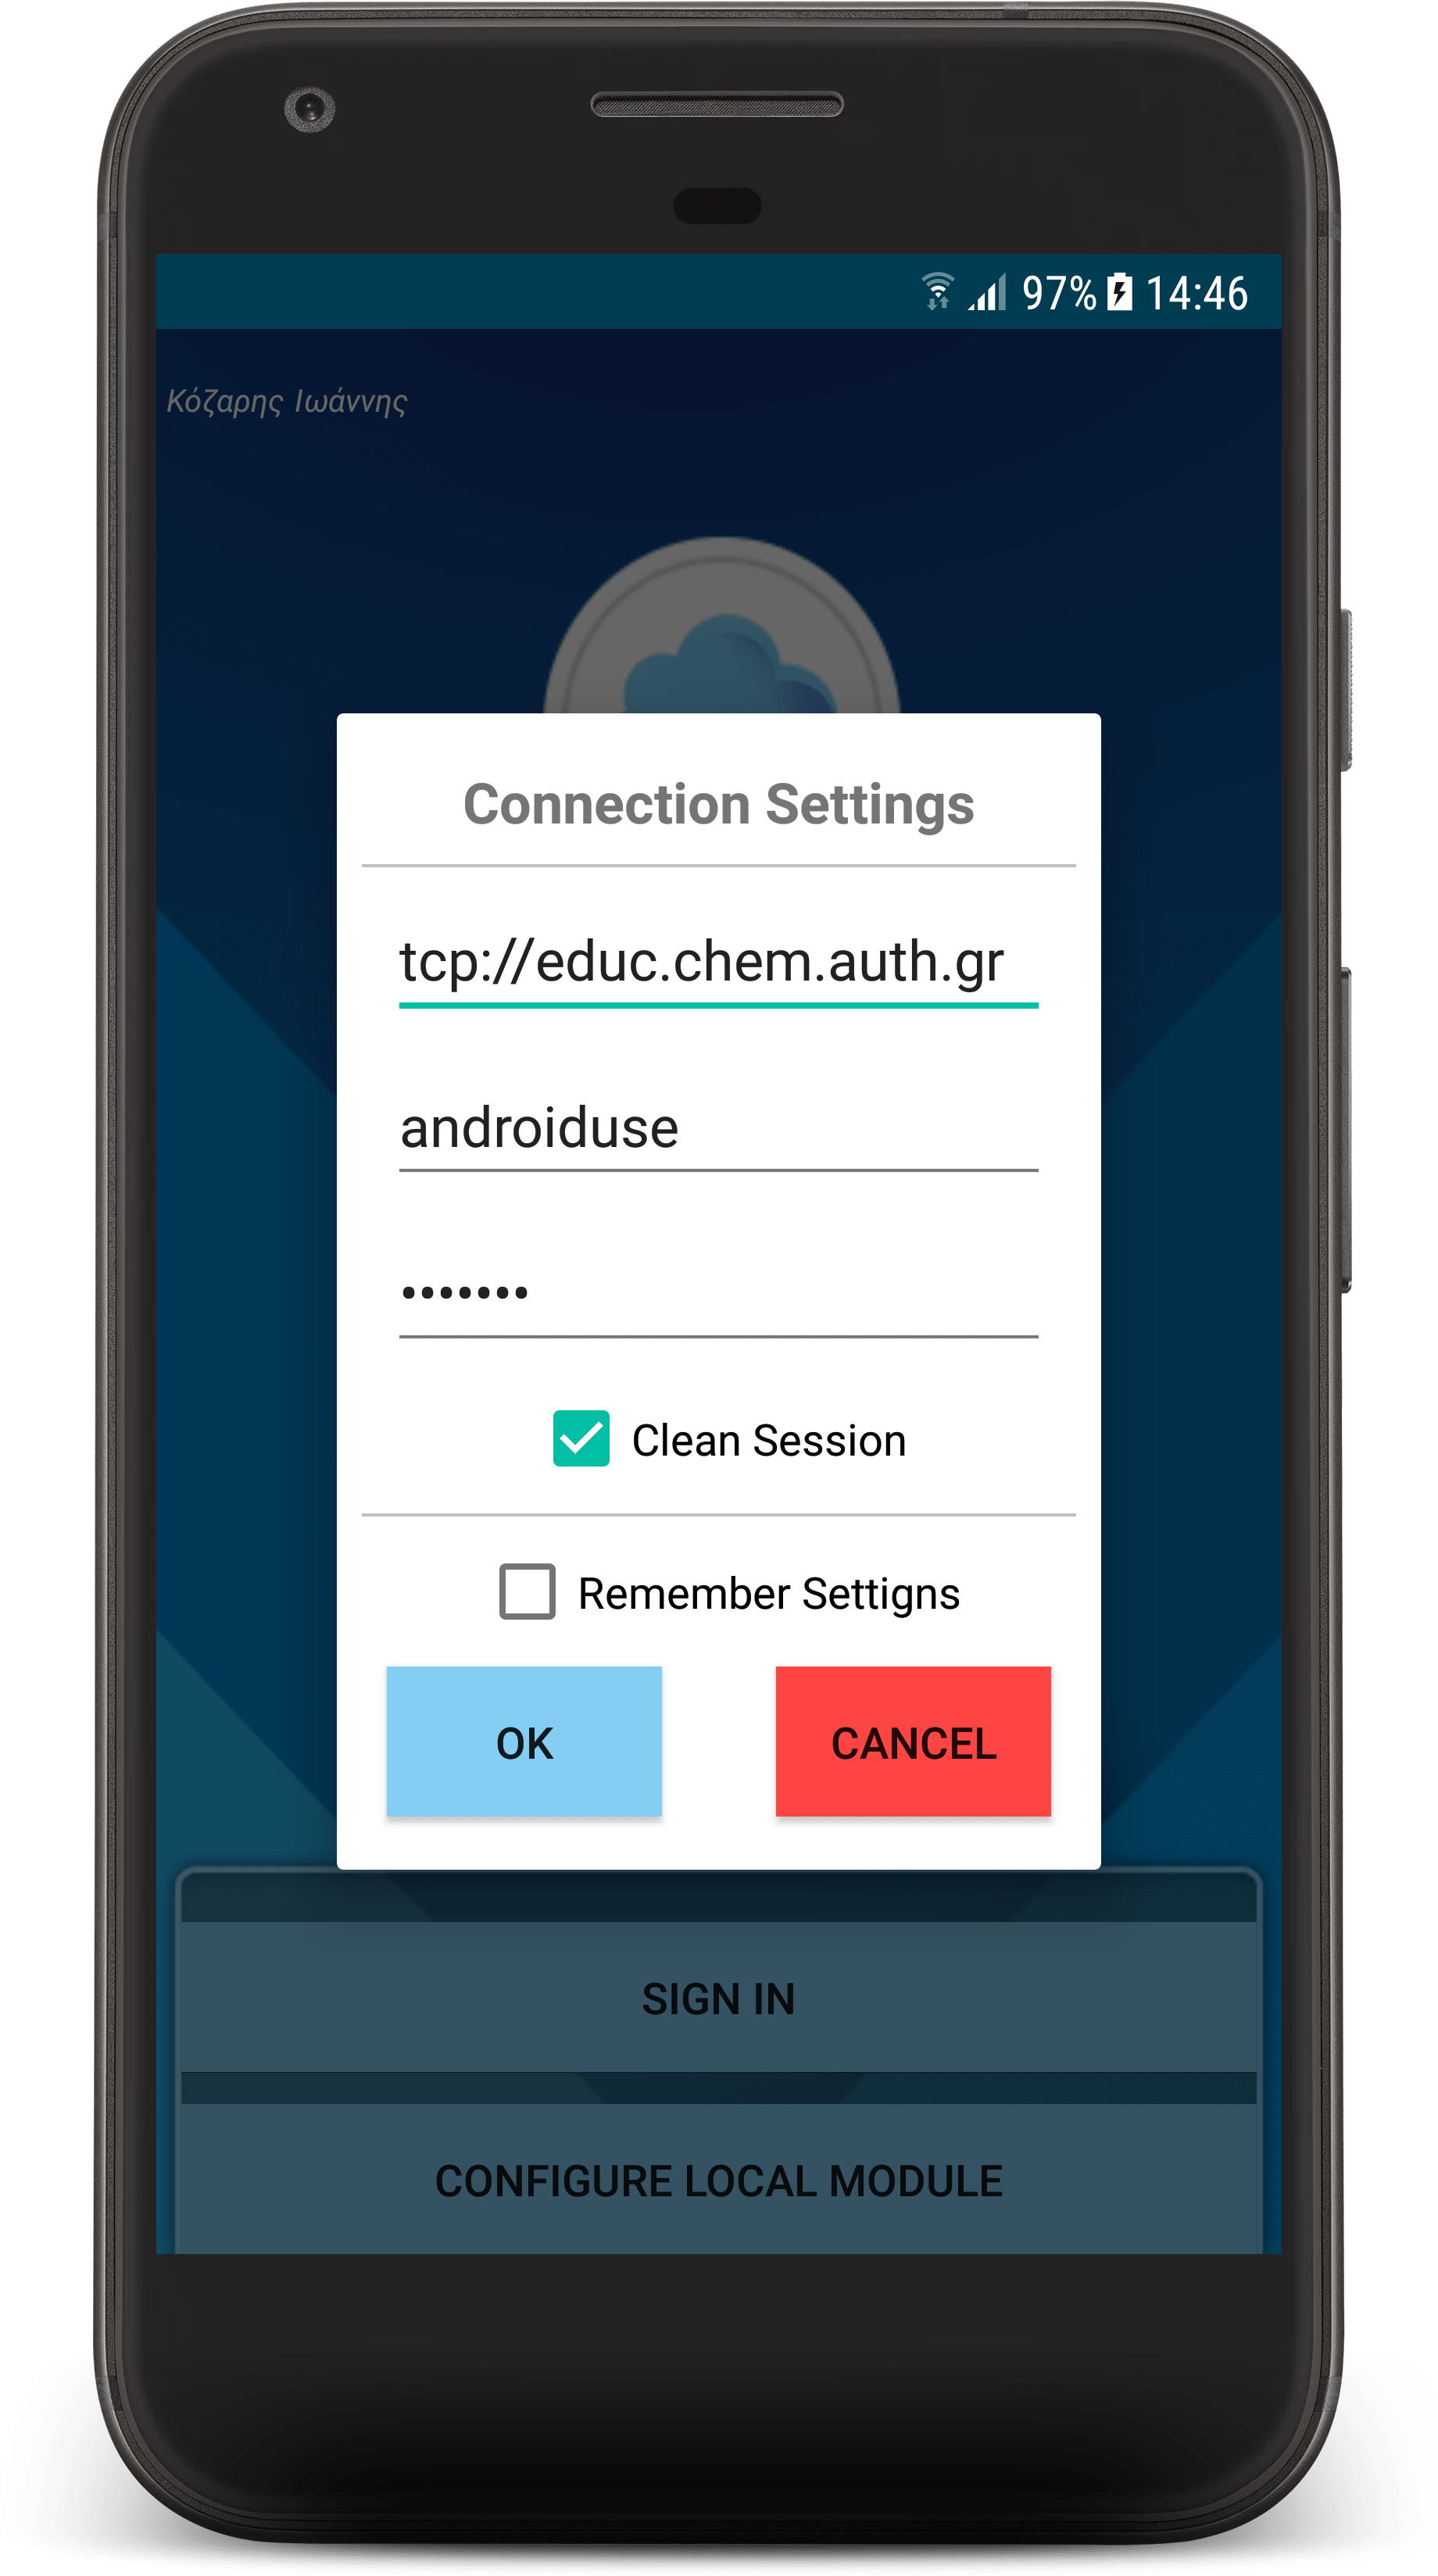 97% 14:46
Κόζαρης Ιωάννης
Connection Settings
tcp://educ.chem.auth.gr
androiduse
•••••••
Clean Session
Remember Settigns
OK CANCEL
SIGN IN
CONFIGURE LOCAL MODULE